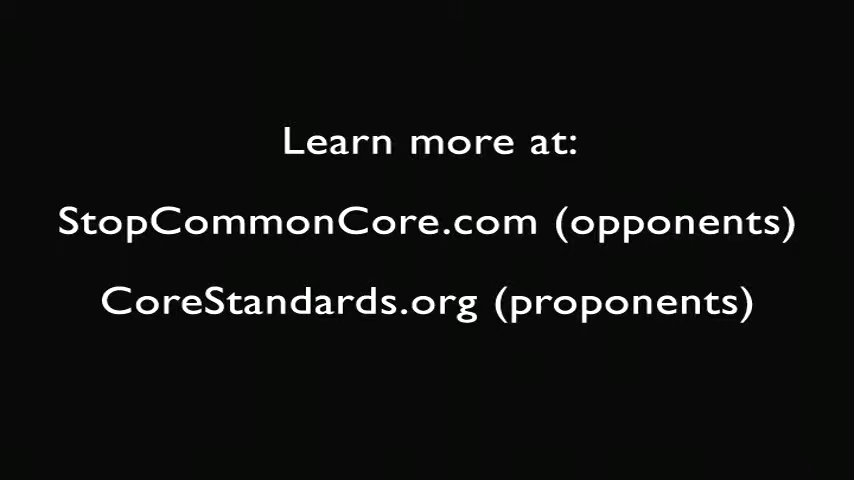 Learn more at:
StopCommonCore.com (opponents)
CoreStandards.org (proponents)